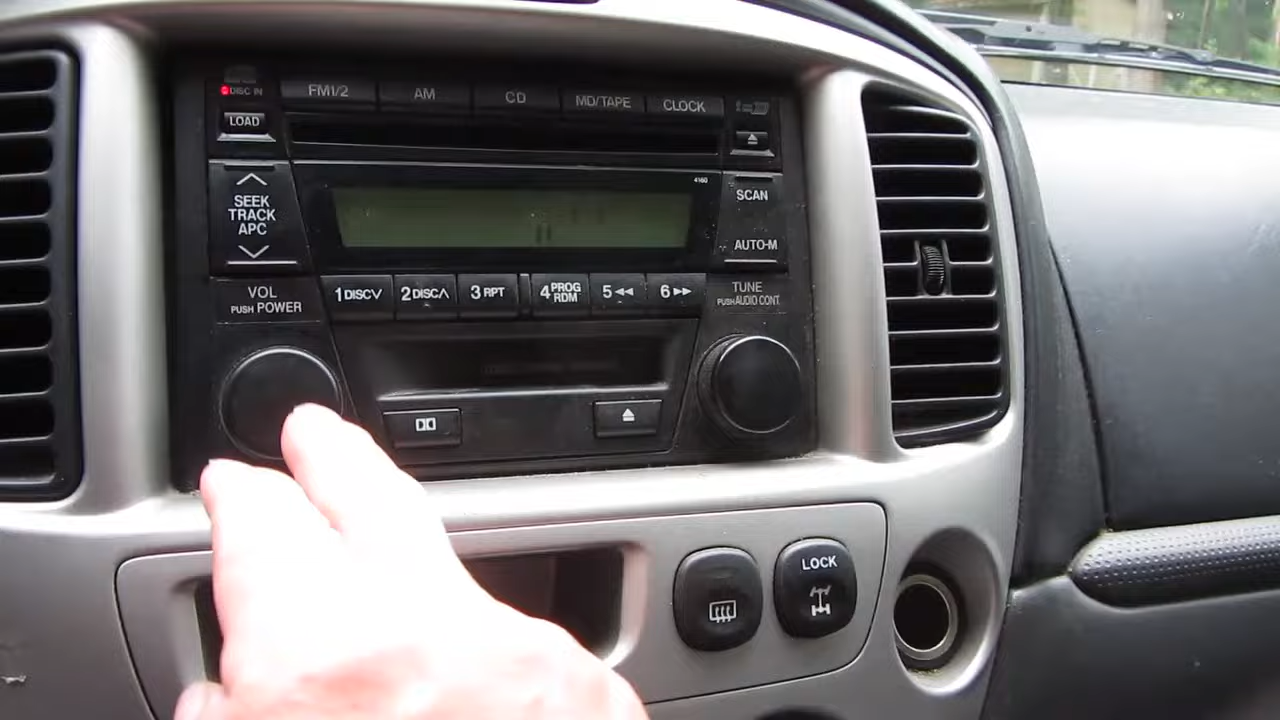 DISC IN
FM1/2
AM
CD
MD/TAPE
CLOCK
LOAD
4160
SEEK
TRACK
APC
SCAN
AUTO-M
1 DISC
2 DISC
3 RPT
4 PROG
RDM
5
6
VOL
PUSH POWER
TUNE
PUSH AUDIO CONT
LOCK